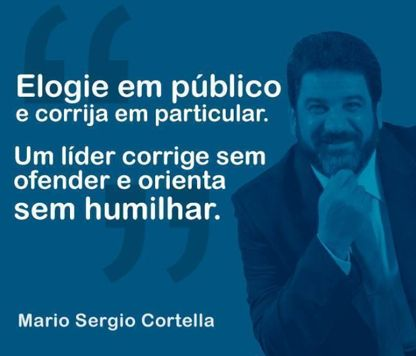 Elogie em público
e corrija em particular.
Um líder corrige sem
ofender e orienta
sem humilhar.
Mario Sergio Cortella